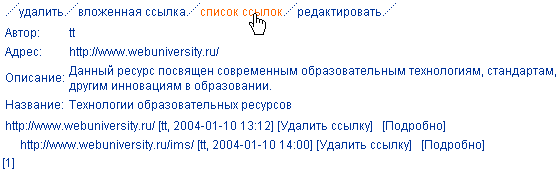 удалить вложенная ссылка список ссылок редактировать
Автор: tt
Адрес: http://www.webuniversity.ru/
Описание: Данный ресурс посвящен современным образовательным технологиям, стандартам,
другим инновациям в образовании.
Название: Технологии образовательных ресурсов
http://www.webuniversity.ru/ [tt, 2004-01-10 13:12] [Удалить ссылку] [Подробно]
http://www.webuniversity.ru/ims/ [tt, 2004-01-10 14:00] [Удалить ссылку] [Подробно]
[1]